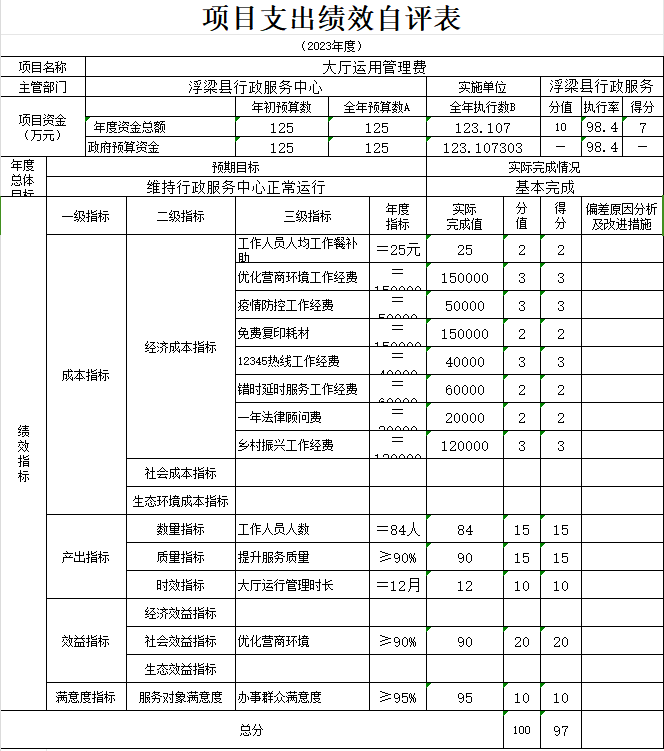 项目支出绩效自评表
（2023年度）
项目名称 大厅运用管理费
主管部门 浮梁县行政服务中心 实施单位 浮梁县行政服务
项目资金（万元） 年初预算数 全年预算数A 全年执行数B 分值 执行率 得分
年度资金总额 125 125 123.107 10 98.4 7
政府预算资金 125 125 123.107303 — 98.4 —
年度总体目标 预期目标 实际完成情况
维持行政服务中心正常运行 基本完成
绩效指标 一级指标 二级指标 三级指标 年度指标 实际完成值 分值 得分 偏差原因分析及改进措施
成本指标 经济成本指标 工作人员人均工作餐补助 ＝25元 25 2 2
优化营商环境工作经费 ＝150000 150000 3 3
疫情防控工作经费 ＝50000 50000 3 3
免费复印耗材 ＝150000 150000 2 2
12345热线工作经费 ＝40000 40000 3 3
错时延时服务工作经费 ＝60000 60000 2 2
一年法律顾问费 ＝20000 20000 2 2
乡村振兴工作经费 ＝120000 120000 3 3
社会成本指标
生态环境成本指标
产出指标 数量指标 工作人员人数 ＝84人 84 15 15
质量指标 提升服务质量 ≥90% 90 15 15
时效指标 大厅运行管理时长 ＝12月 12 10 10
效益指标 经济效益指标
社会效益指标 优化营商环境 ≥90% 90 20 20
生态效益指标
满意度指标 服务对象满意度 办事群众满意度 ≥95% 95 10 10
总分 100 97